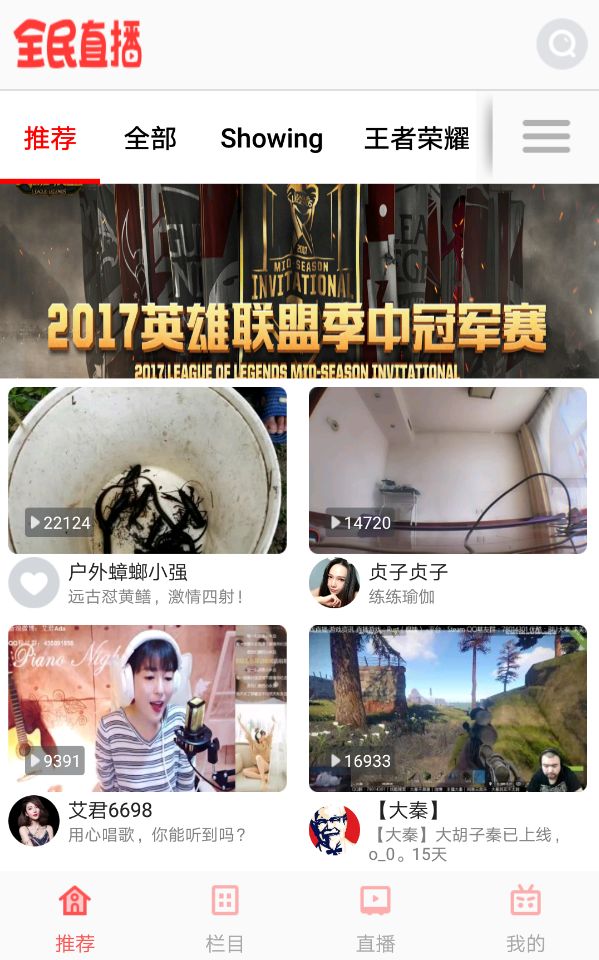 全民直播
推荐 全部 Showing 王者荣耀
LEAGUE LEGENDS
MID-SEASON
INVITATIONAL
2017英雄联盟季中冠军赛
2017 LEAGUE OF LEGENDS MID-SEASON INVITATIONAL
22124
14720
户外蟑螂小强
远古怼黄鳝，激情四射！
贞子贞子
练练瑜伽
Piano Night
9391
16933
艾君6698
用心唱歌，你能听到吗？
【大秦】
【大秦】大胡子秦已上线，
o_0。15天
推荐 栏目 直播 我的